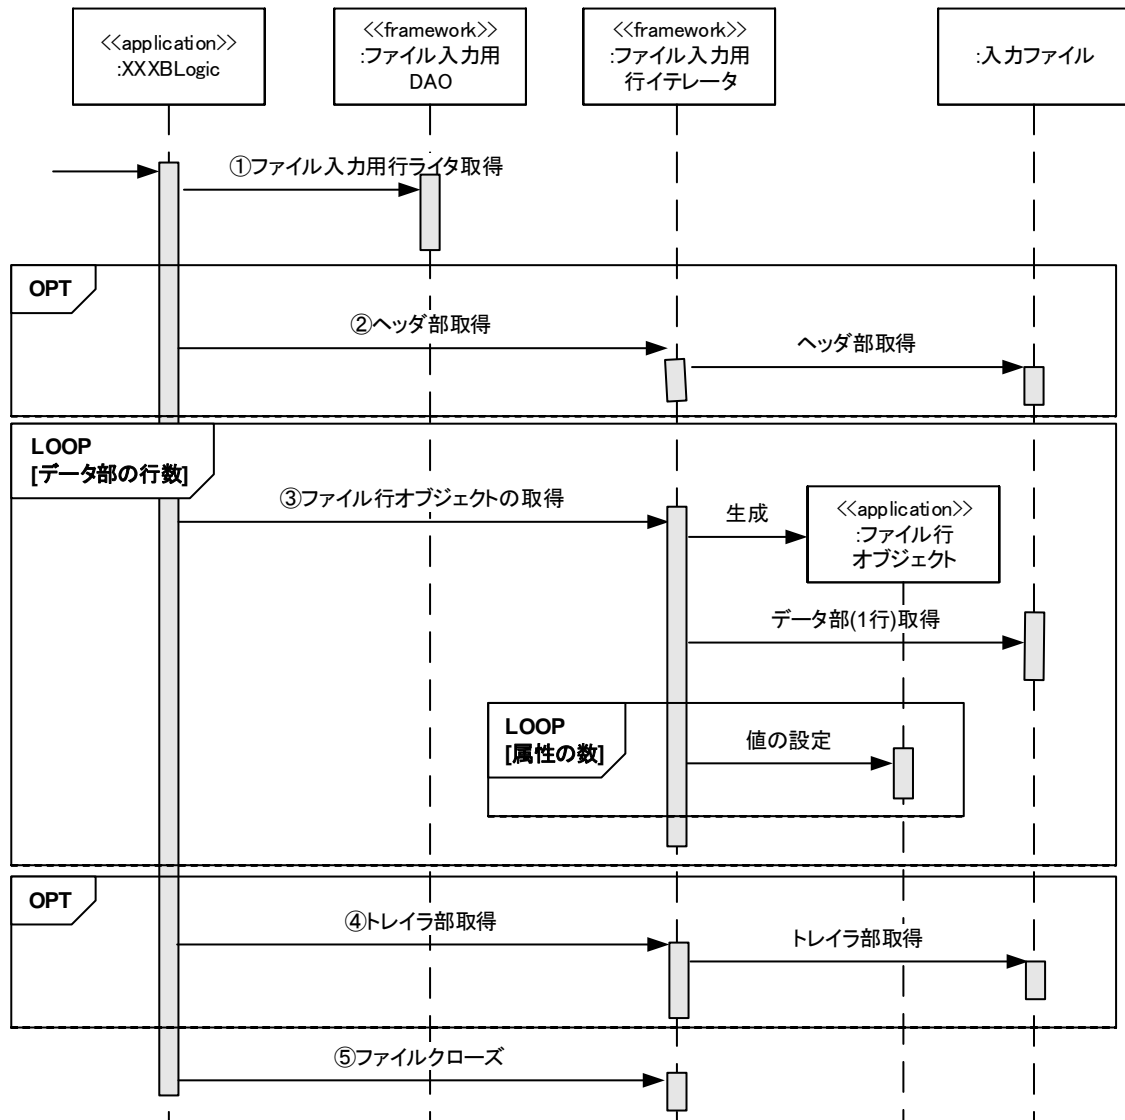 <<application>>
:XXXBLogic
<<framework>>
:ファイル入力用
DAO
<<framework>>
:ファイル入力用
行イテレータ
:入力ファイル
①ファイル入力用行ライタ取得
OPT
②ヘッダ部取得
ヘッダ部取得
LOOP
[データ部の行数]
③ファイル行オブジェクトの取得
生成
<<application>>
:ファイル行
オブジェクト
データ部(1行)取得
LOOP
[属性の数]
値の設定
OPT
④トレイラ部取得
トレイラ部取得
⑤ファイルクローズ